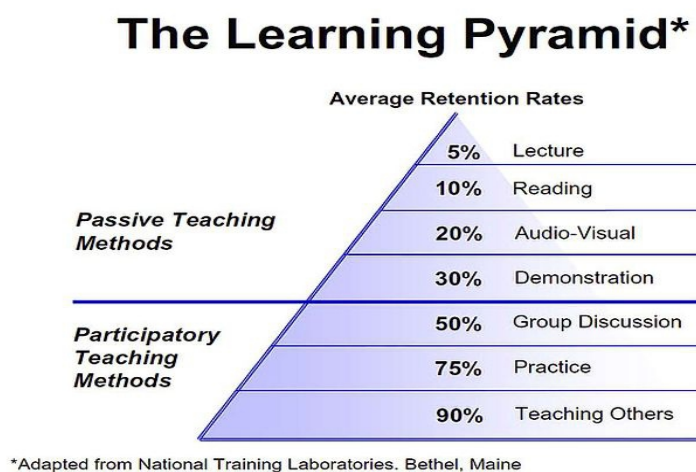 The Learning Pyramid*
Average Retention Rates
5% Lecture
10% Reading
Passive Teaching
Methods
20% Audio-Visual
30% Demonstration
Participatory
Teaching
Methods
50% Group Discussion
75% Practice
90% Teaching Others
*Adapted from National Training Laboratories. Bethel, Maine